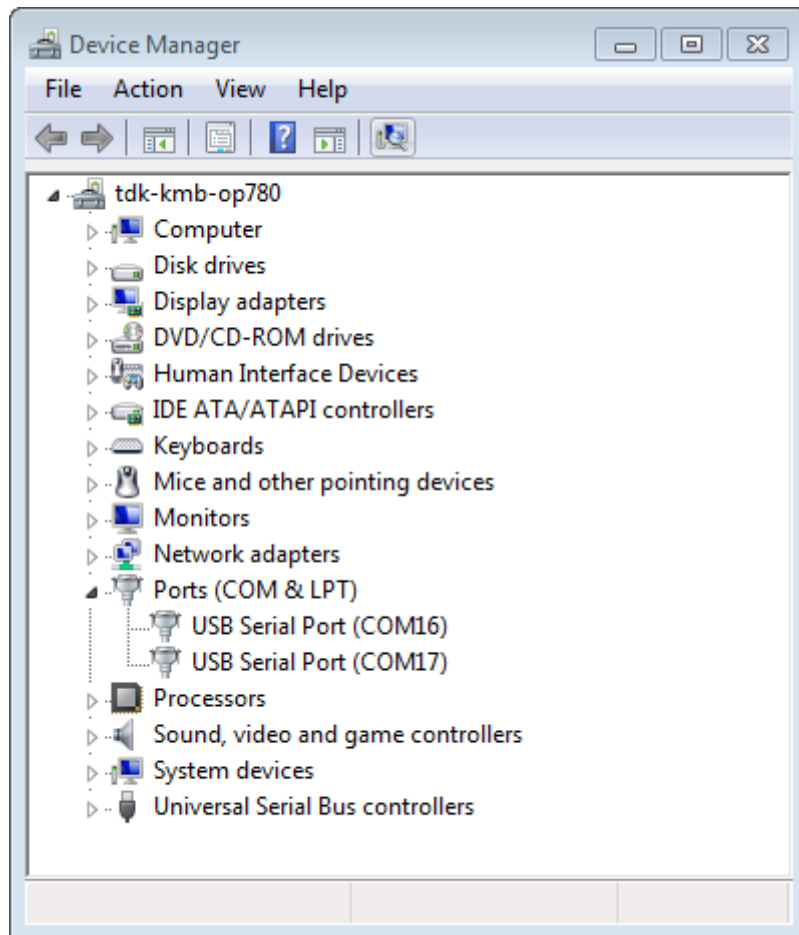 Device Manager
File Action View Help
tdk-kmb-op780
Computer
Disk drives
Display adapters
DVD/CD-ROM drives
Human Interface Devices
IDE ATA/ATAPI controllers
Keyboards
Mice and other pointing devices
Monitors
Network adapters
Ports (COM & LPT)
USB Serial Port (COM16)
USB Serial Port (COM17)
Processors
Sound, video and game controllers
System devices
Universal Serial Bus controllers